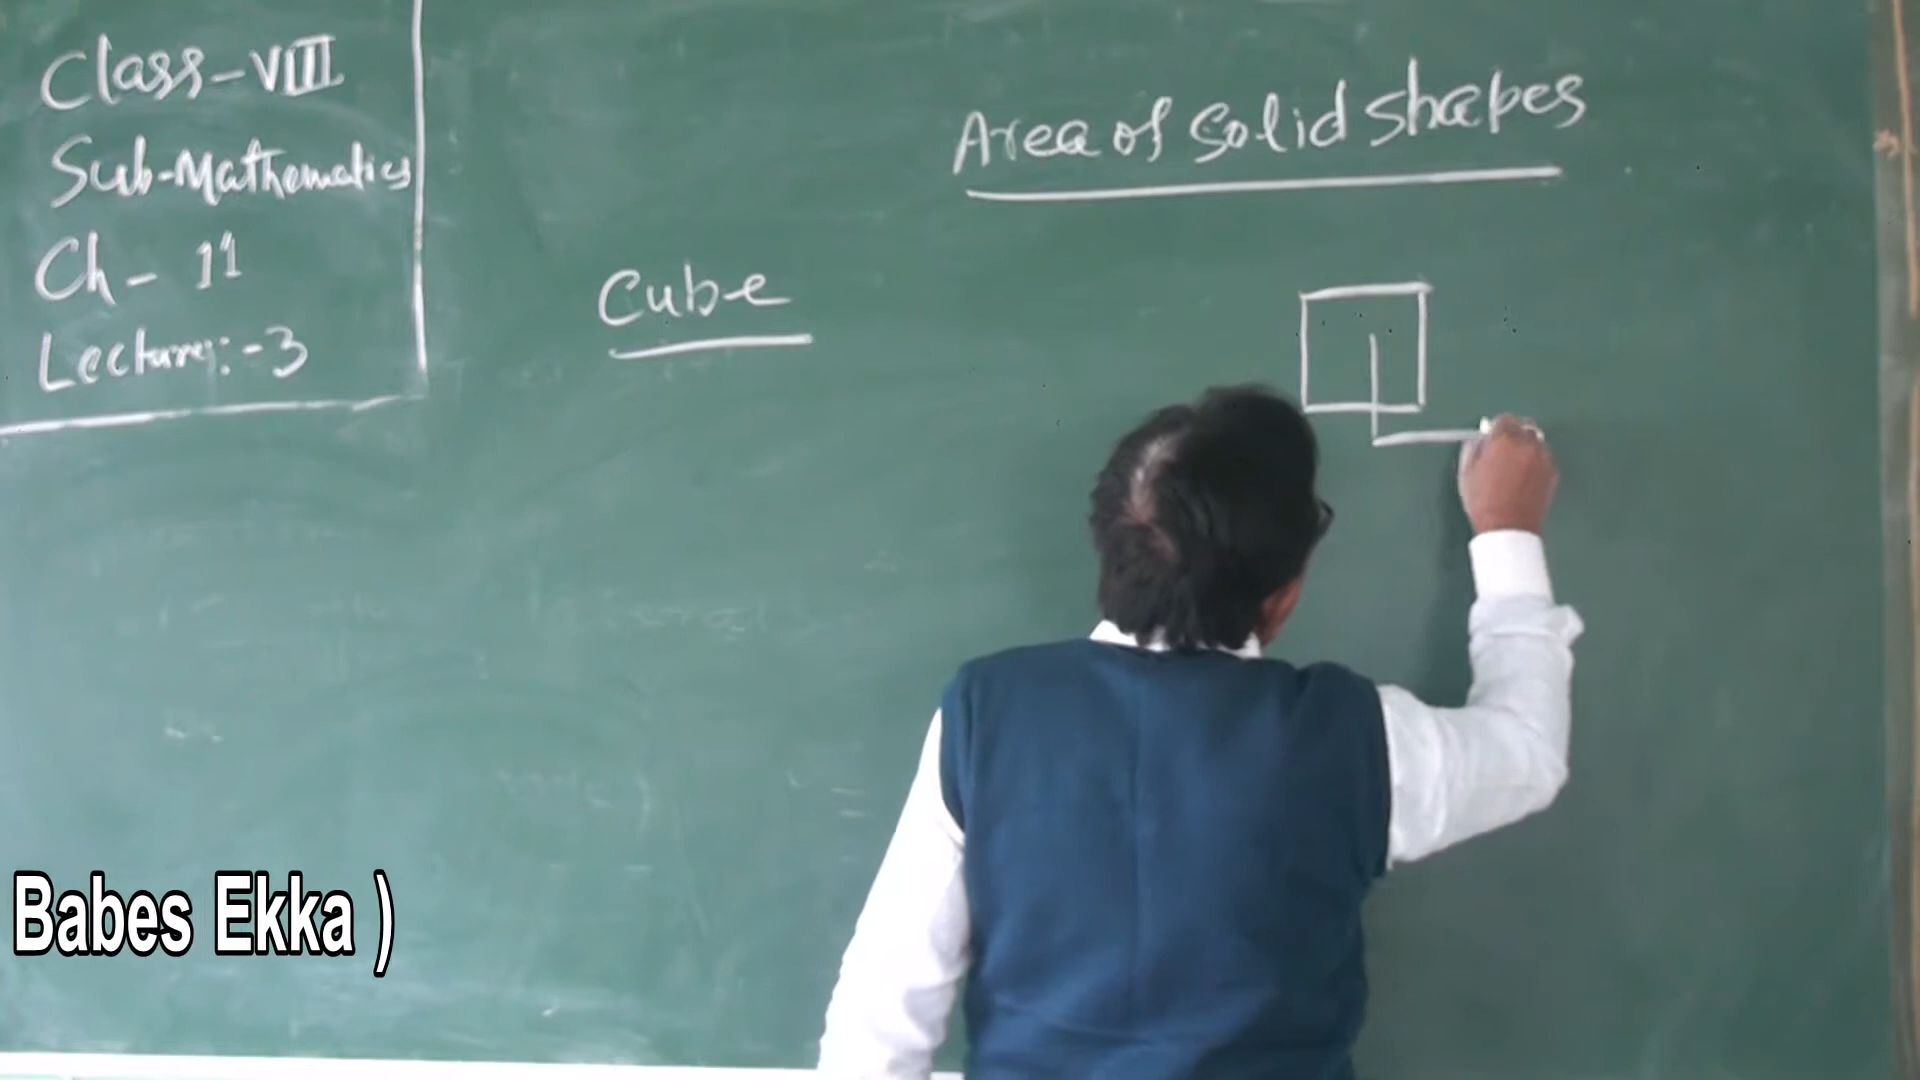 Class-VIII
Sub-Mathematics
Ch- 11
Lecture:-3
Area of Solid Shapes
Cube
Babes Ekka )